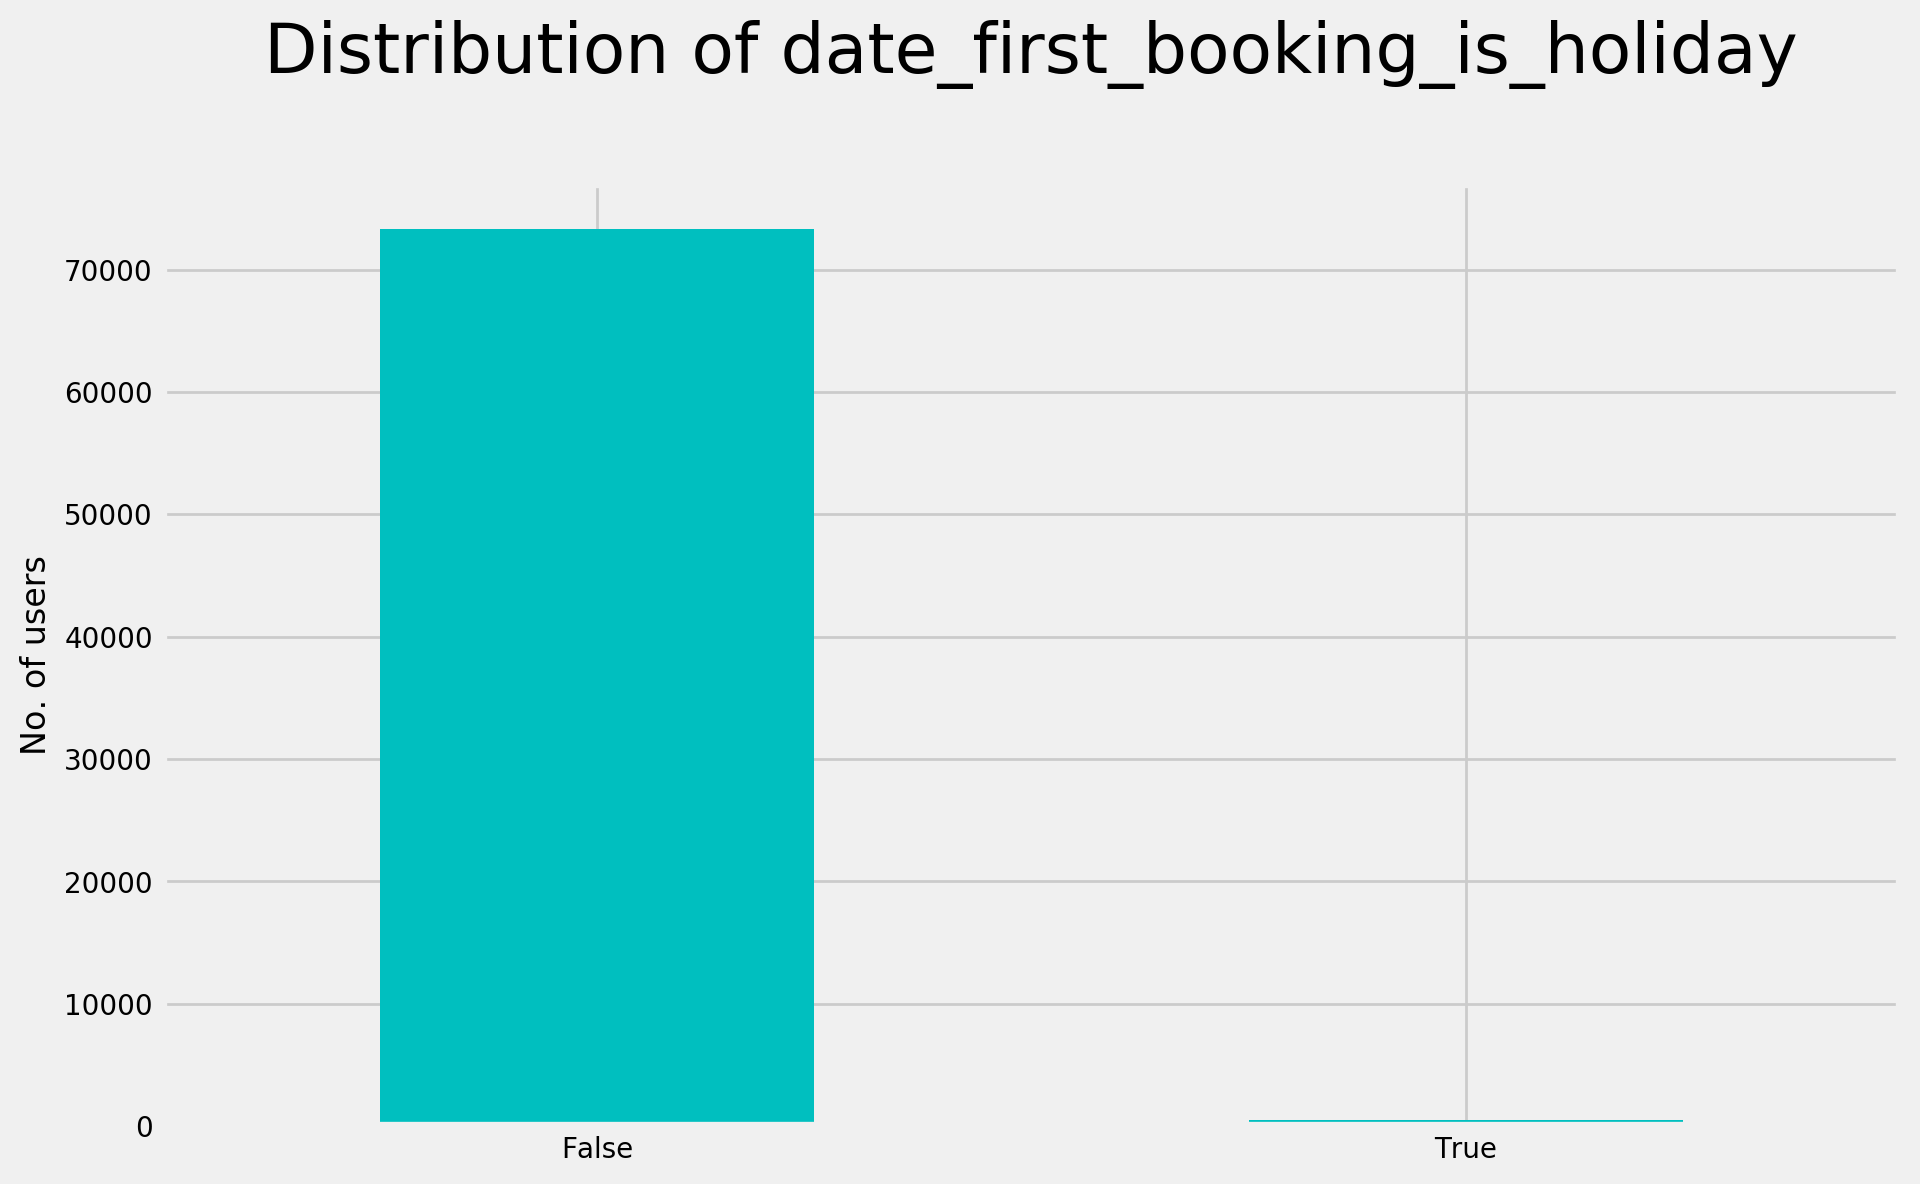 Distribution of date_first_booking_is_holiday
70000
60000
50000
40000
30000
20000
10000
0
No. of users
False
True